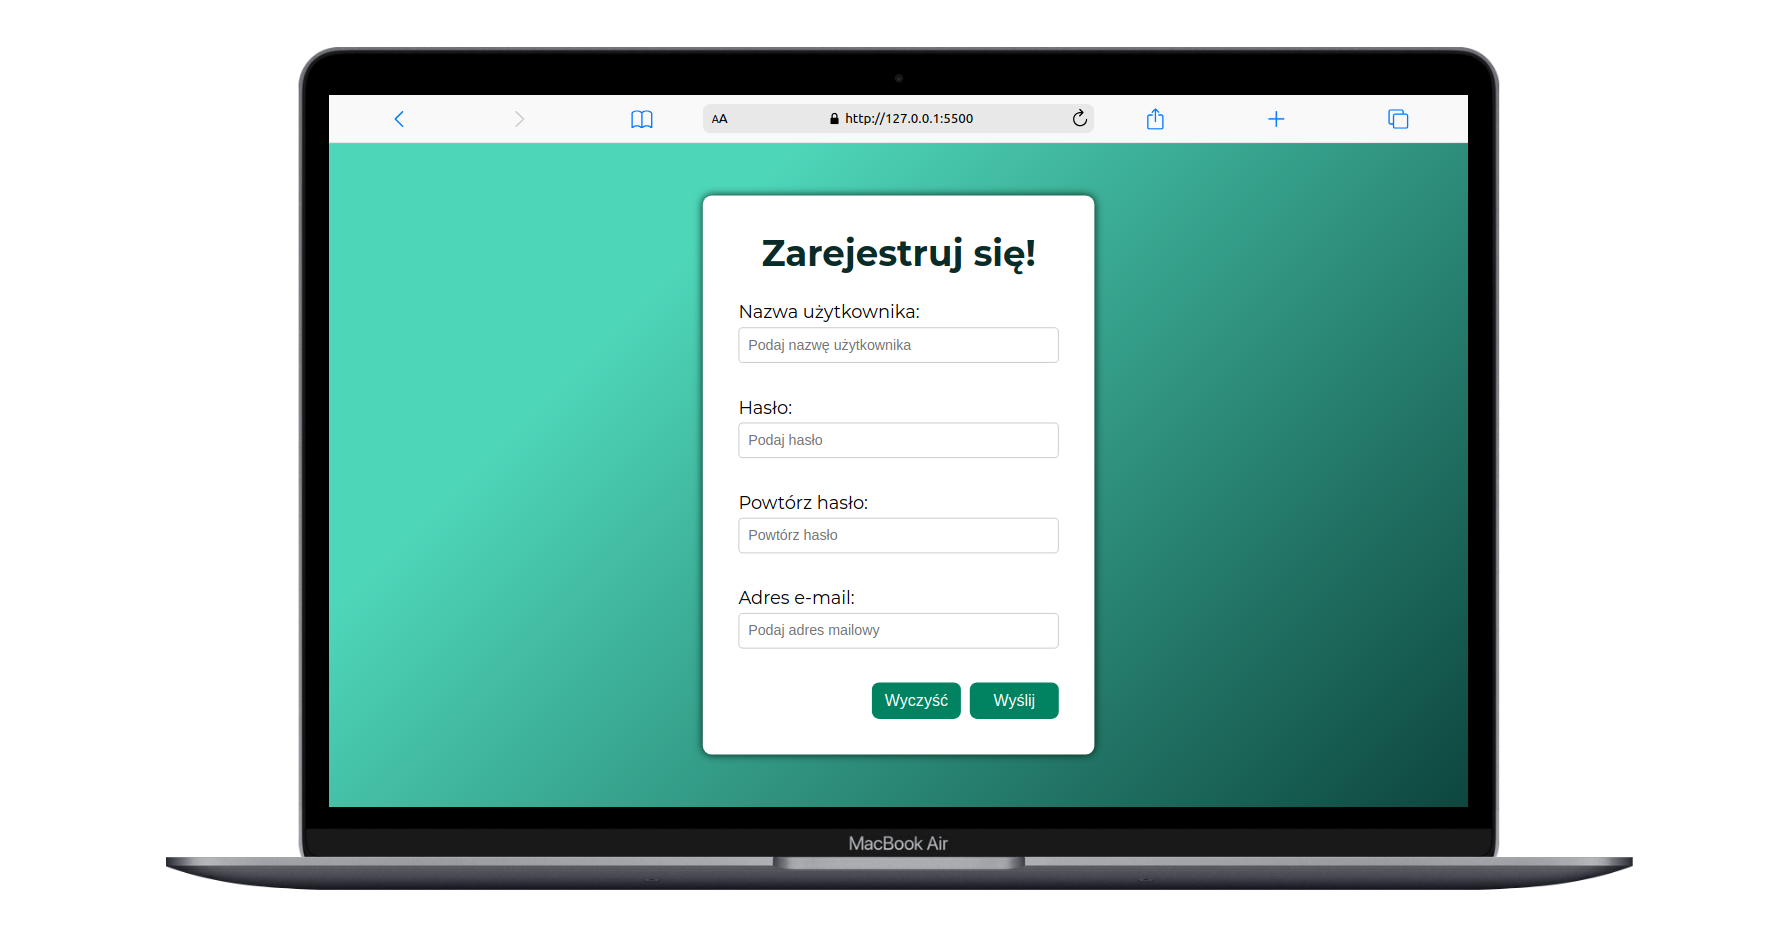 AA
http://127.0.0.1:5500
Zarejestruj się!
Nazwa użytkownika:
Podaj nazwę użytkownika
Hasło:
Podaj hasło
Powtórz hasło:
Powtórz hasło
Adres e-mail:
Podaj adres mailowy
Wyczyść Wyślij
MacBook Air